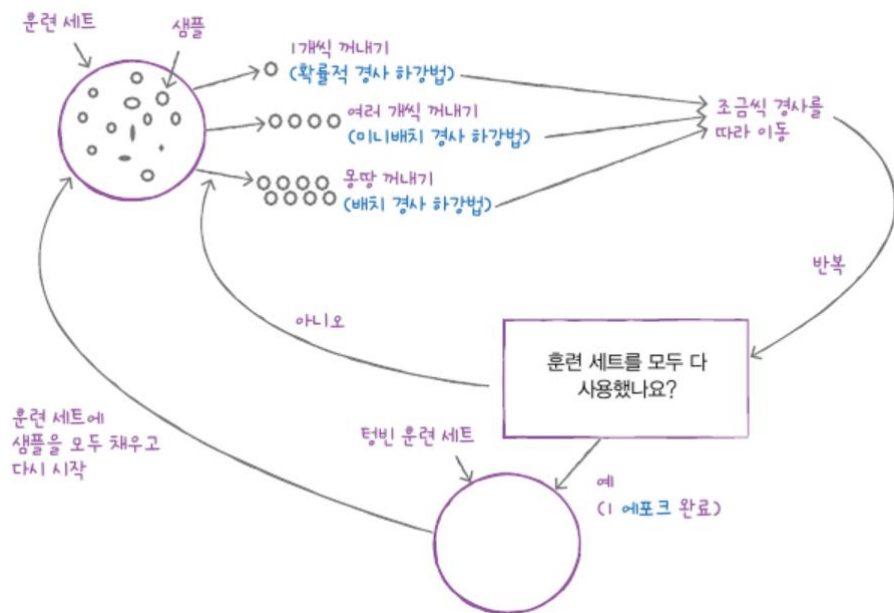 훈련 세트
샘플
1개씩 꺼내기
(확률적 경사 하강법)
여러 개씩 꺼내기
(미니배치 경사 하강법)
몽땅 꺼내기
(배치 경사 하강법)
조금씩 경사를
따라 이동
반복
아니오
훈련 세트를 모두 다
사용했나요?
훈련 세트에
샘플을 모두 채우고
다시 시작
텅빈 훈련 세트
예
(1 에포크 완료)